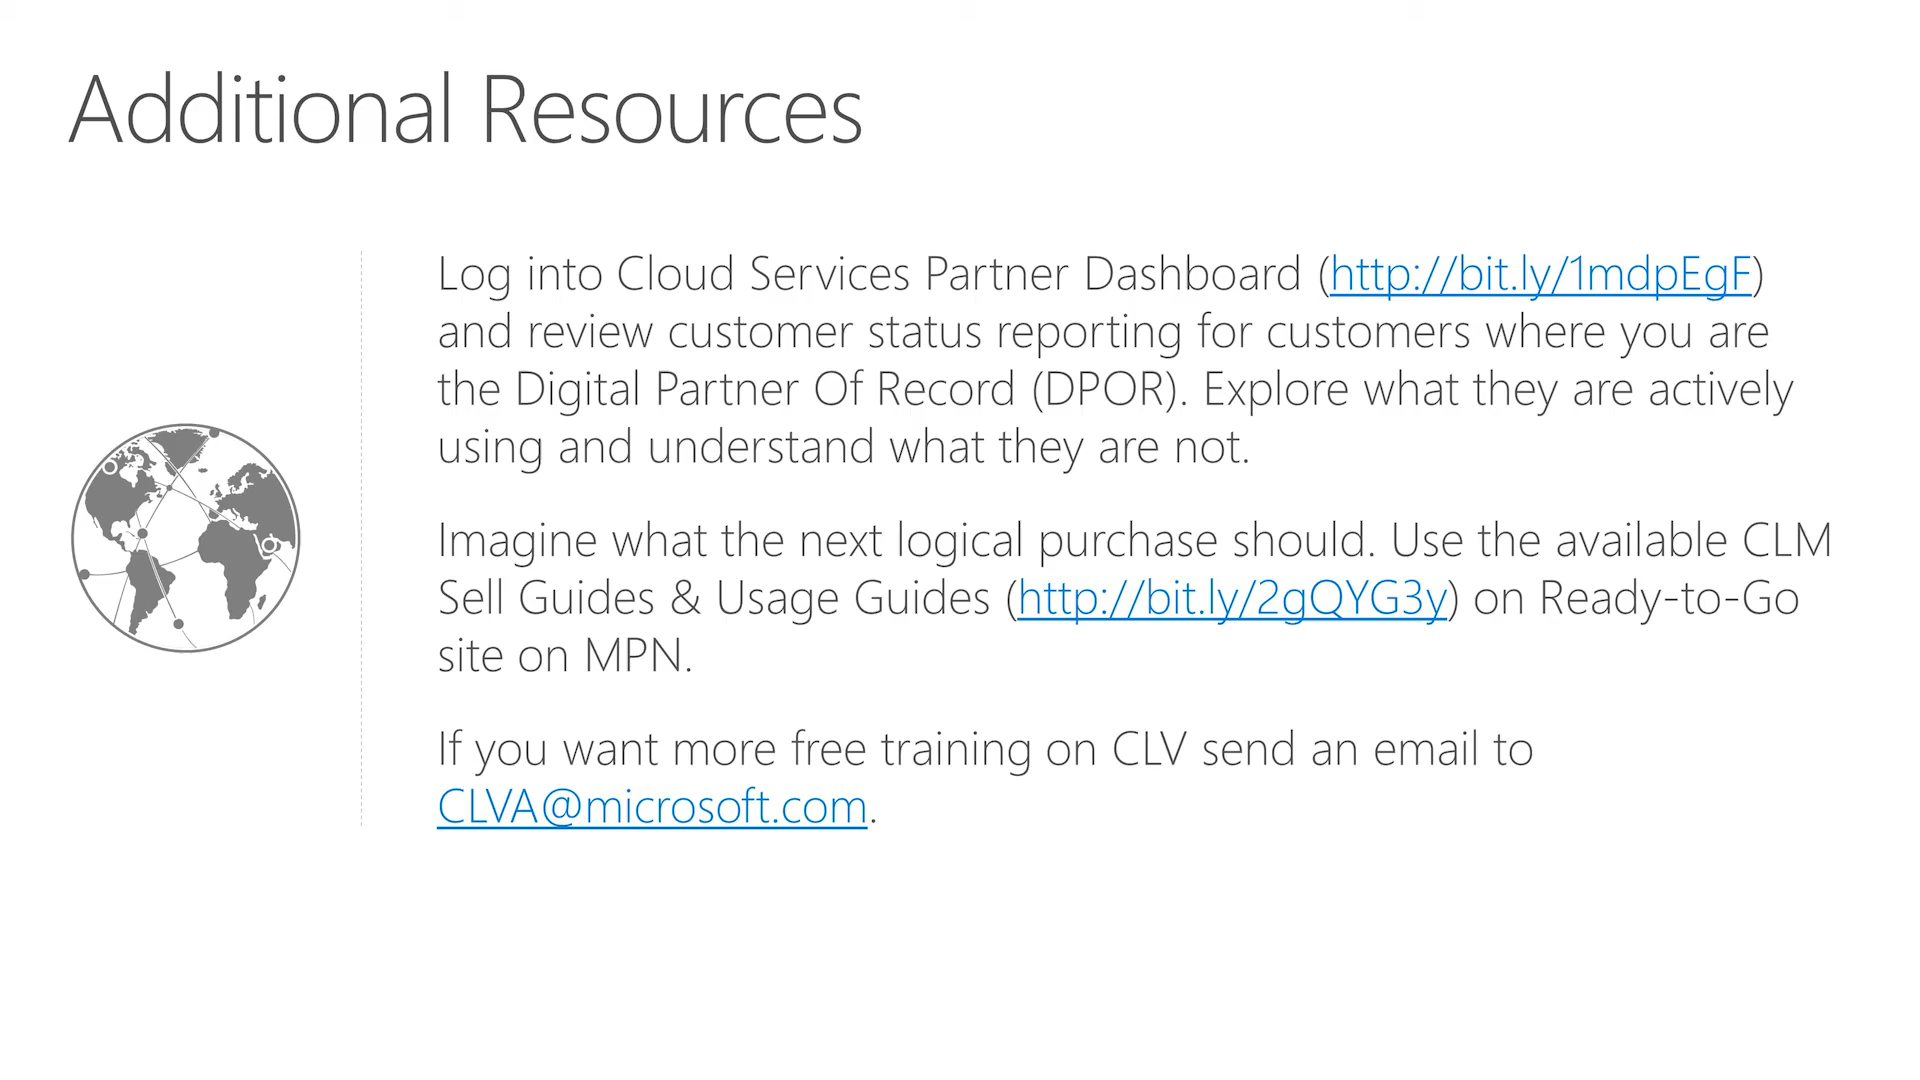 Additional Resources
Log into Cloud Services Partner Dashboard (http://bit.ly/1mdpEgF)
and review customer status reporting for customers where you are
the Digital Partner Of Record (DPOR). Explore what they are actively
using and understand what they are not.
Imagine what the next logical purchase should. Use the available CLM
Sell Guides & Usage Guides (http://bit.ly/2gQYG3y) on Ready-to-Go
site on MPN.
If you want more free training on CLV send an email to
CLVA@microsoft.com.